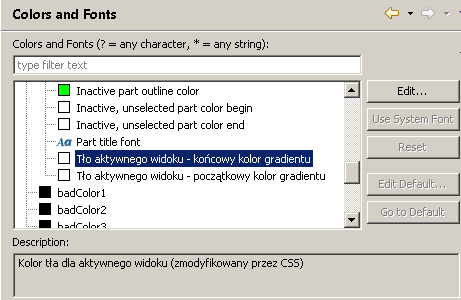 Colors and Fonts
Colors and Fonts (? = any character, * = any string):
type filter text
Inactive part outline color
Inactive, unselected part color begin
Inactive, unselected part color end
Aa Part title font
Tło aktywnego widoku - końcowy kolor gradientu
Tło aktywnego widoku - początkowy kolor gradientu
badColor1
badColor2
badColor3
Edit...
Use System Font
Reset
Edit Default...
Go to Default
Description:
Kolor tła dla aktywnego widoku (zmodyfikowany przez CSS)